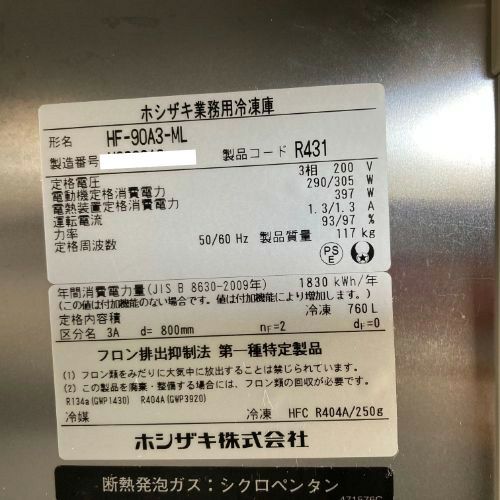 ホシザキ業務用冷凍庫
形名 HF-90A3-ML
製造番号
製品コード R431
定格電圧 3相 200 V
電動機定格消費電力 290/305 W
電熱装置定格消費電力 397 W
運転電流 1.3/1.3 A
力率 93/97 %
定格周波数 50/60 Hz 製品質量 117 kg
PSE
年間消費電力量(JIS B 8630-2009年) 1830 kWh/年
(この値は付加機能のない場合です。値は付加機能により増加します。)
定格内容積 冷凍 760 L
区分名 3A d= 800mm nF=2 dF=0
フロン排出抑制法 第一種特定製品
(1) フロン類をみだりに大気中に放出することは禁じられています。
(2) この製品を廃棄・整備する場合には、フロン類の回収が必要です。
R134a(GWP1430) R404A(GWP3920)
冷媒 冷凍 HFC R404A/250g
ホシザキ株式会社
断熱発泡ガス：シクロペンタン